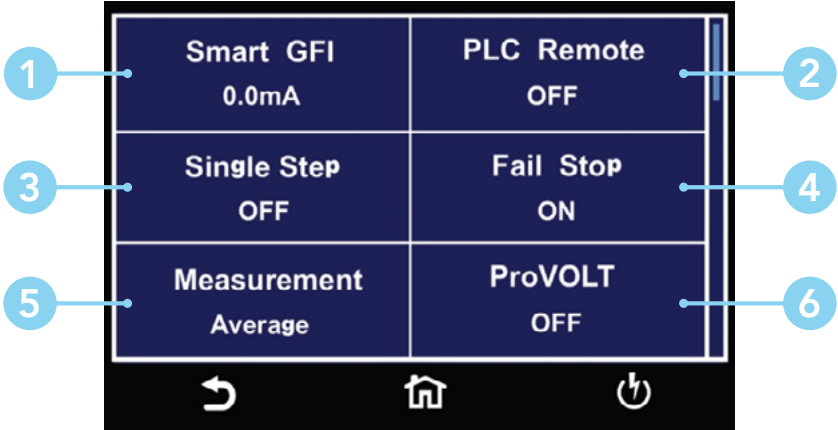 1
Smart GFI
0.0mA
PLC Remote
OFF
2
3
Single Step
OFF
Fail Stop
ON
4
5
Measurement
Average
ProVOLT
OFF
6